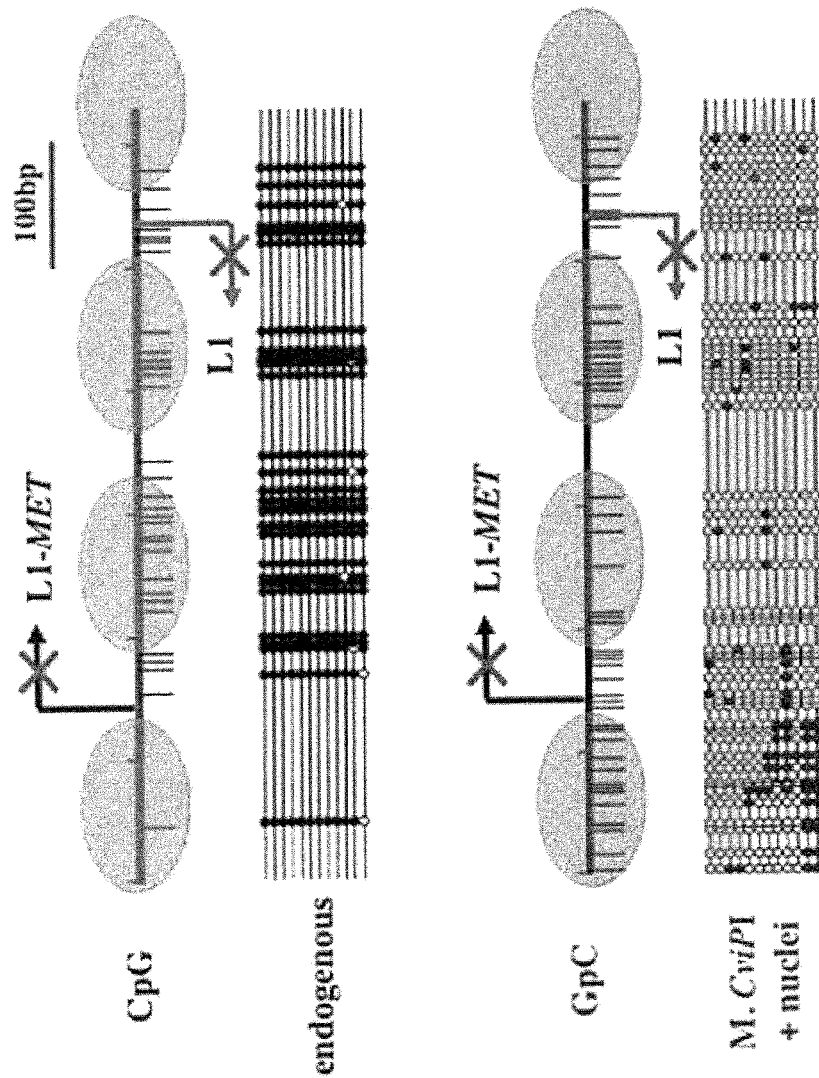 100bp
L1-MET
CpG
L1
endogenous
L1-MET
GpC
L1
M. CviPI
+ nuclei